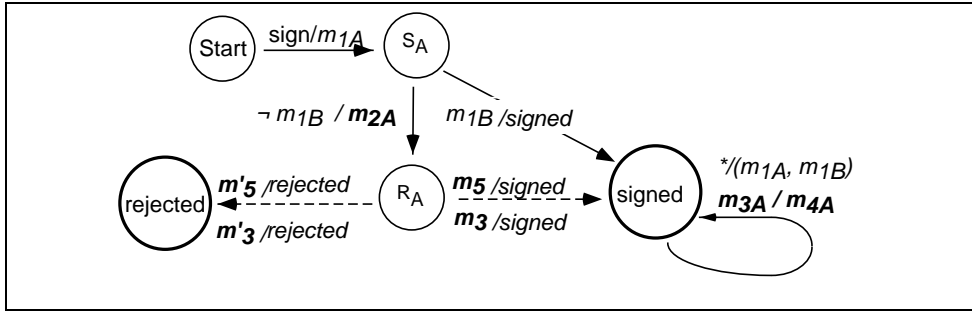 sign/m1A
Start
SA
¬ m1B / m2A
m1B /signed
*/(m1A, m1B)
m3A / m4A
m'5 /rejected
m5 /signed
rejected
RA
signed
m'3 /rejected
m3 /signed